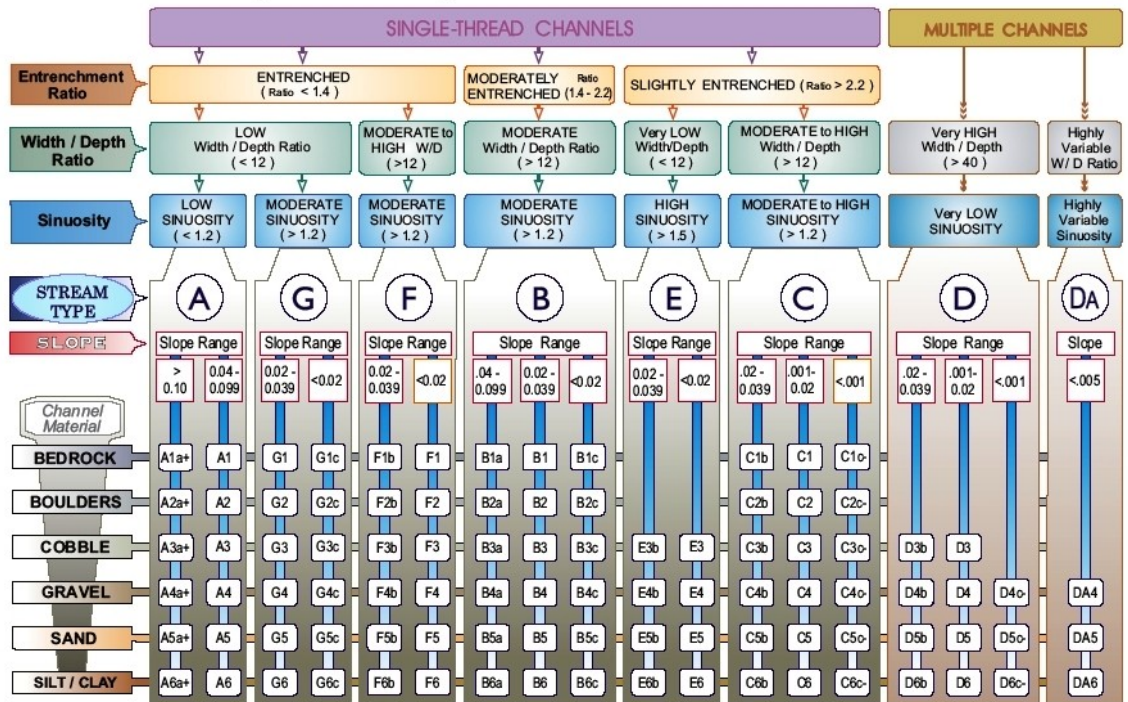 SINGLE-THREAD CHANNELS
MULTIPLE CHANNELS
Entrenchment
Ratio
ENTRENCHED
( Ratio < 1.4 )
MODERATELY Ratio
ENTRENCHED (1.4 - 2.2)
SLIGHTLY ENTRENCHED ( Ratio > 2.2 )
Width / Depth
Ratio
LOW
Width / Depth Ratio
( < 12 )
MODERATE to
HIGH W/D
( >12 )
MODERATE
Width / Depth Ratio
( > 12 )
Very LOW
Width/Depth
( < 12 )
MODERATE to HIGH
Width / Depth
( > 12 )
Very HIGH
Width / Depth
( > 40 )
Highly
Variable
W / D Ratio
Sinuosity
LOW
SINUOSITY
( < 1.2 )
MODERATE
SINUOSITY
( > 1.2 )
MODERATE
SINUOSITY
( > 1.2 )
MODERATE
SINUOSITY
( > 1.2 )
HIGH
SINUOSITY
( > 1.5 )
MODERATE to HIGH
SINUOSITY
( > 1.2 )
Very LOW
SINUOSITY
Highly
Variable
Sinuosity
STREAM
TYPE
A G F B E C D DA
SLOPE
Slope Range Slope Range Slope Range Slope Range Slope Range Slope Range Slope Range Slope
>
0.10
0.04 -
0.099
0.02 -
0.039
<0.02
0.02 -
0.039
<0.02
.04 -
0.099
0.02 -
0.039
<0.02
0.02 -
0.039
<0.02
.02 -
0.039
.001-
0.02
<.001
.02 -
0.039
.001-
0.02
<.001
<.005
Channel
Material
BEDROCK A1a+ A1 G1 G1c F1b F1 B1a B1 B1c C1b C1 C1c-
BOULDERS A2a+ A2 G2 G2c F2b F2 B2a B2 B2c C2b C2 C2c-
COBBLE A3a+ A3 G3 G3c F3b F3 B3a B3 B3c E3b E3 C3b C3 C3c- D3b D3
GRAVEL A4a+ A4 G4 G4c F4b F4 B4a B4 B4c E4b E4 C4b C4 C4c- D4b D4 D4c- DA4
SAND A5a+ A5 G5 G5c F5b F5 B5a B5 B5c E5b E5 C5b C5 C5c- D5b D5 D5c- DA5
SILT / CLAY A6a+ A6 G6 G6c F6b F6 B6a B6 B6c E6b E6 C6b C6 C6c- D6b D6 D6c- DA6